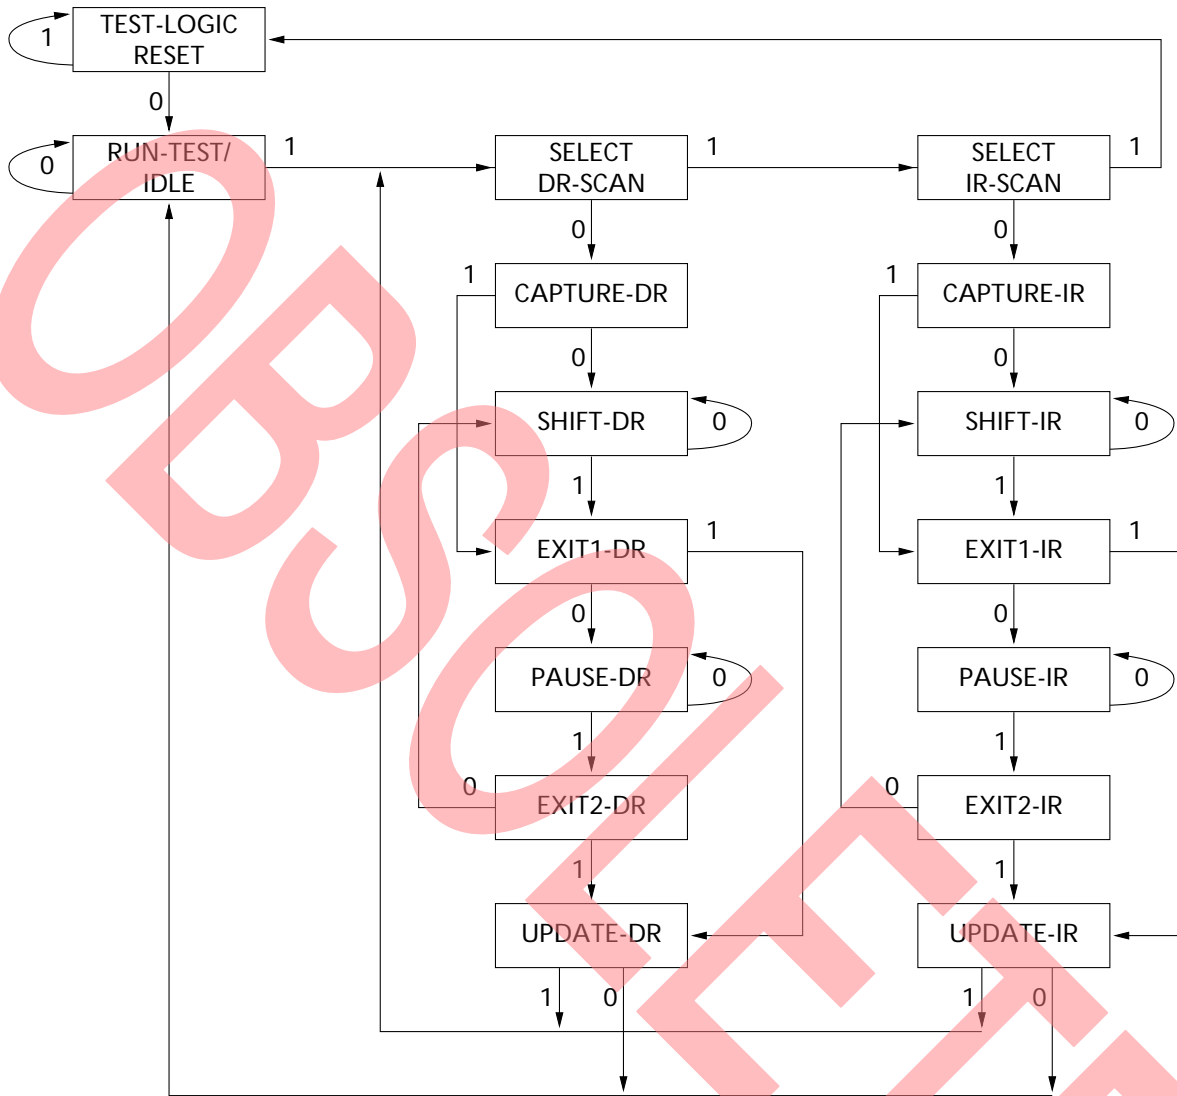 TEST-LOGIC
RESET
1
0
RUN-TEST/
IDLE
0
1
SELECT
DR-SCAN
1
SELECT
IR-SCAN
1
0
0
1
CAPTURE-DR
1
CAPTURE-IR
0
0
SHIFT-DR
0
SHIFT-IR
0
1
1
EXIT1-DR
1
EXIT1-IR
1
0
0
PAUSE-DR
0
PAUSE-IR
0
1
1
0
EXIT2-DR
0
EXIT2-IR
1
1
UPDATE-DR
UPDATE-IR
1
0
1
0
OBSOLETE